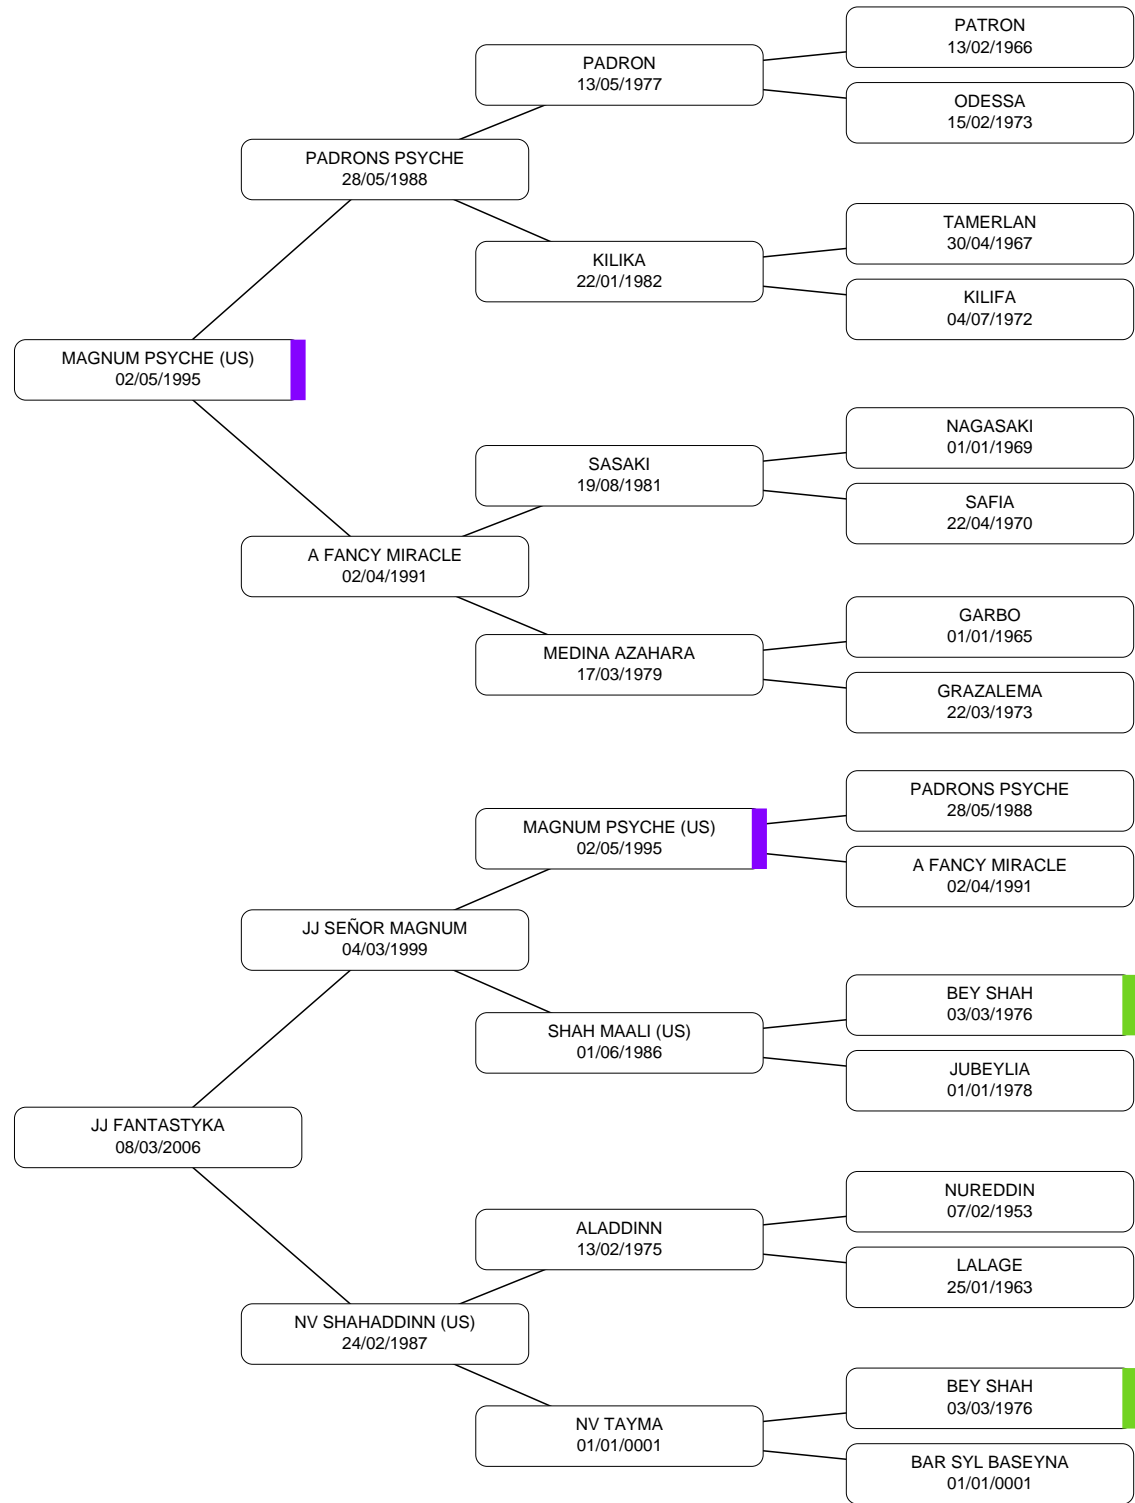 PATRON
13/02/1966
PADRON
13/05/1977
ODESSA
15/02/1973
PADRONS PSYCHE
28/05/1988
TAMERLAN
30/04/1967
KILIKA
22/01/1982
KILIFA
04/07/1972
MAGNUM PSYCHE (US)
02/05/1995
NAGASAKI
01/01/1969
SASAKI
19/08/1981
SAFIA
22/04/1970
A FANCY MIRACLE
02/04/1991
GARBO
01/01/1965
MEDINA AZAHARA
17/03/1979
GRAZALEMA
22/03/1973
PADRONS PSYCHE
28/05/1988
MAGNUM PSYCHE (US)
02/05/1995
A FANCY MIRACLE
02/04/1991
JJ SEÑOR MAGNUM
04/03/1999
BEY SHAH
03/03/1976
SHAH MAALI (US)
01/06/1986
JUBEYLIA
01/01/1978
JJ FANTASTYKA
08/03/2006
NUREDDIN
07/02/1953
ALADDINN
13/02/1975
LALAGE
25/01/1963
NV SHAHADDINN (US)
24/02/1987
BEY SHAH
03/03/1976
NV TAYMA
01/01/0001
BAR SYL BASEYNA
01/01/0001